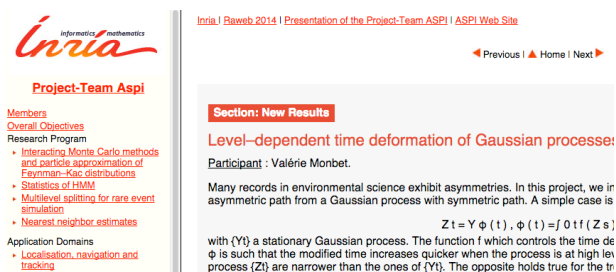 Inria | Raweb 2014 | Presentation of the Project-Team ASPI | ASPI Web Site
informatics mathematics
Inria
Previous | Home | Next
Project-Team Aspi
Members
Overall Objectives
Research Program
Interacting Monte Carlo methods
and particle approximation of
Feynman–Kac distributions
Statistics of HMM
Multilevel splitting for rare event
simulation
Nearest neighbor estimates
Application Domains
Localisation, navigation and
tracking
Section: New Results
Level–dependent time deformation of Gaussian processes
Participant : Valérie Monbet.
Many records in environmental science exhibit asymmetries. In this project, we in
asymmetric path from a Gaussian process with symmetric path. A simple case is
Z t = Y φ ( t ) , φ ( t ) = ∫ 0 t f ( Z s )
with {Yt} a stationary Gaussian process. The function f which controls the time de
φ is such that the modified time increases quicker when the process is at high lev
process {Zt} are narrower than the ones of {Yt}. The opposite holds true for the tro